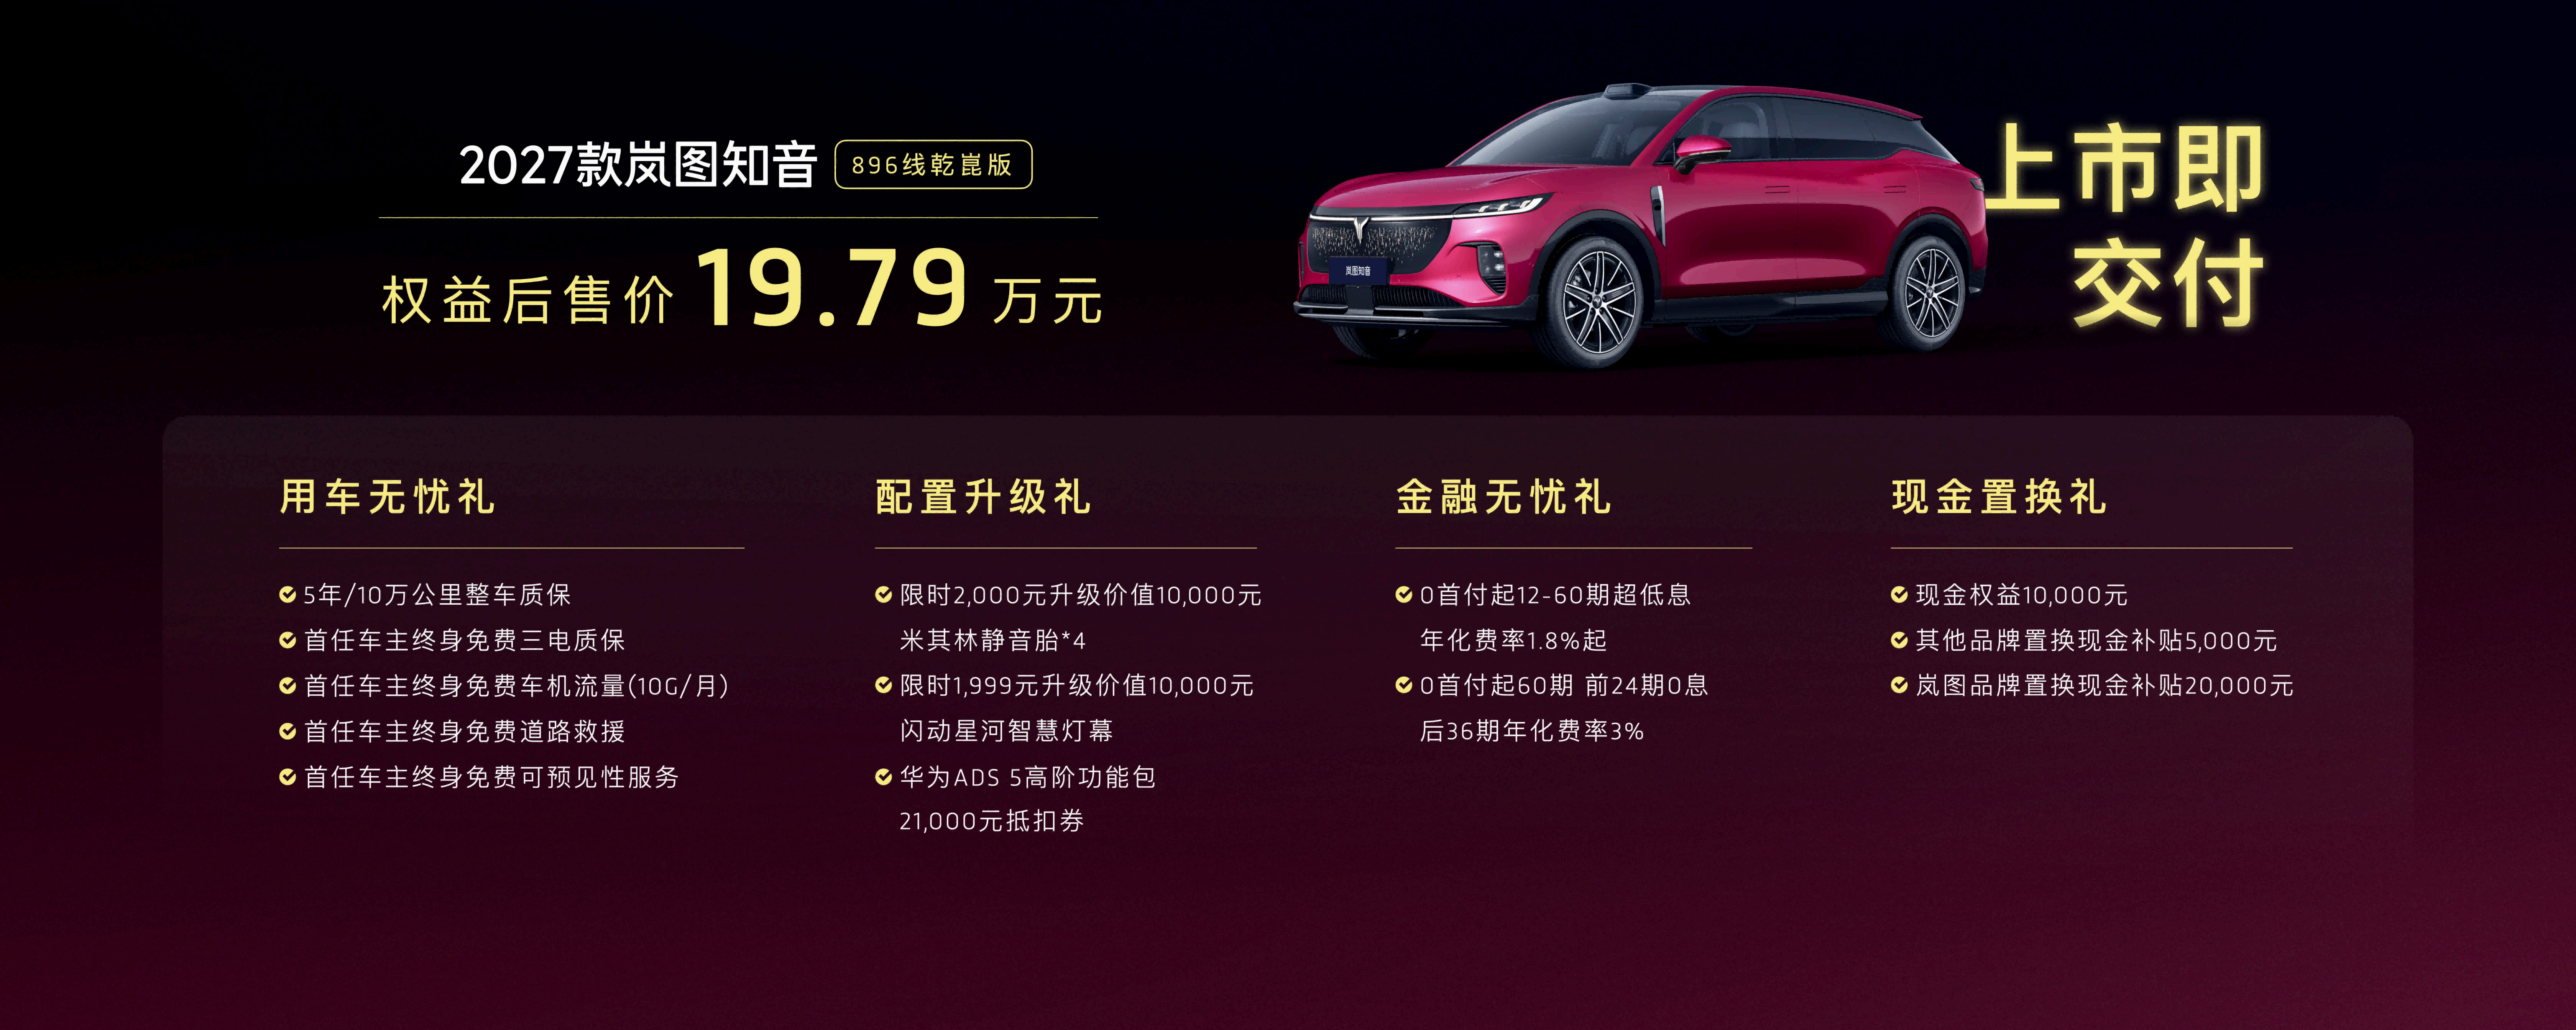 2027款岚图知音 896线乾崑版
权益后售价 19.79 万元
上市即
交付
岚图知音
用车无忧礼
5年/10万公里整车质保
首任车主终身免费三电质保
首任车主终身免费车机流量(10G/月)
首任车主终身免费道路救援
首任车主终身免费可预见性服务
配置升级礼
限时2,000元升级价值10,000元
米其林静音胎*4
限时1,999元升级价值10,000元
闪动星河智慧灯幕
华为ADS 5高阶功能包
21,000元抵扣券
金融无忧礼
0首付起12-60期超低息
年化费率1.8%起
0首付起60期 前24期0息
后36期年化费率3%
现金置换礼
现金权益10,000元
其他品牌置换现金补贴5,000元
岚图品牌置换现金补贴20,000元